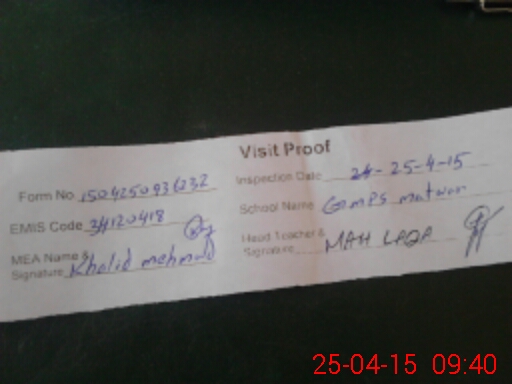 Visit Proof
Form No. 1504250936232
Inspection Date 25-4-15
EMIS Code 34120418
School Name GGMPS matwar
MEA Name & Signature Khalid mehmood
Head Teacher & Signature MAH LAQA
25-04-15 09:40